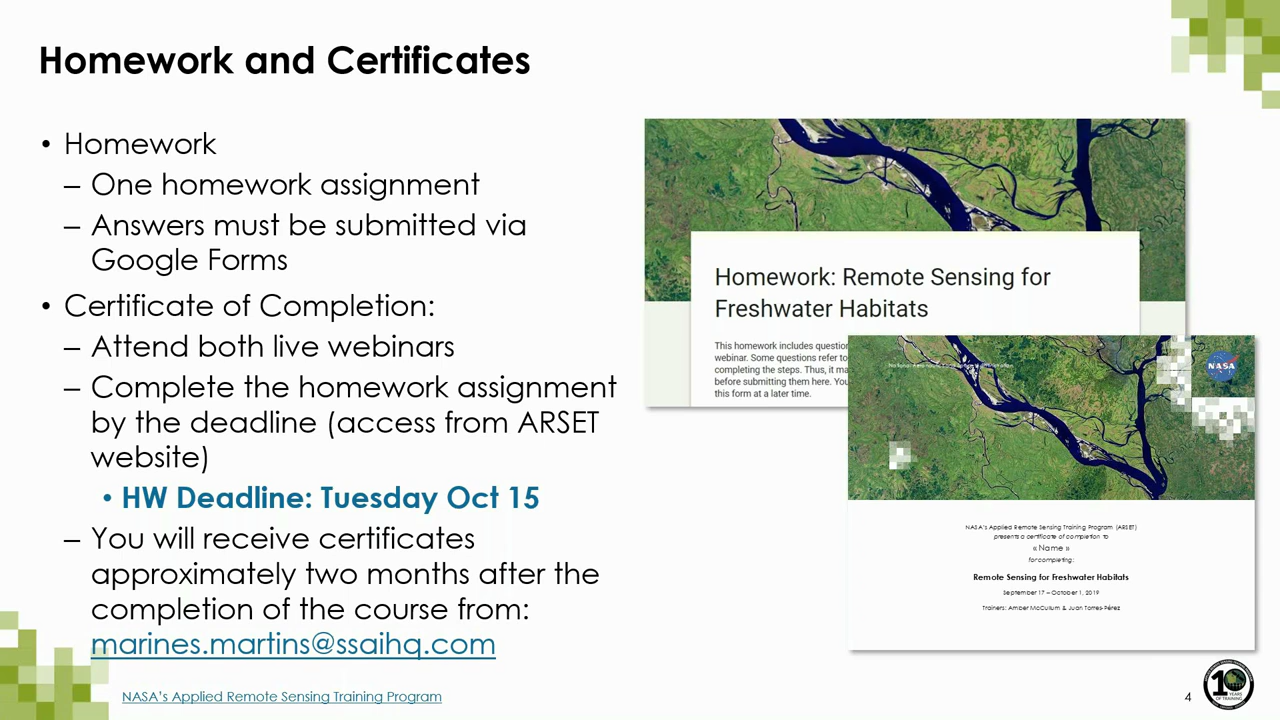 Homework and Certificates
• Homework
– One homework assignment
– Answers must be submitted via
Google Forms
• Certificate of Completion:
– Attend both live webinars
– Complete the homework assignment
by the deadline (access from ARSET
website)
• HW Deadline: Tuesday Oct 15
– You will receive certificates
approximately two months after the
completion of the course from:
marines.martins@ssaihq.com
Homework: Remote Sensing for
Freshwater Habitats
This homework includes question
webinar. Some questions refer to
completing the steps. Thus, it ma
before submitting them here. You
this form at a later time.
NASA
NASA's Applied Remote Sensing Training Program (ARSET)
presents a certificate of completion to
« Name »
for completing:
Remote Sensing for Freshwater Habitats
September 17 – October 1, 2019
Trainers: Amber McCullum & Juan Torres-Pérez
NASA's Applied Remote Sensing Training Program
4
10
YEARS
OF TRAINING